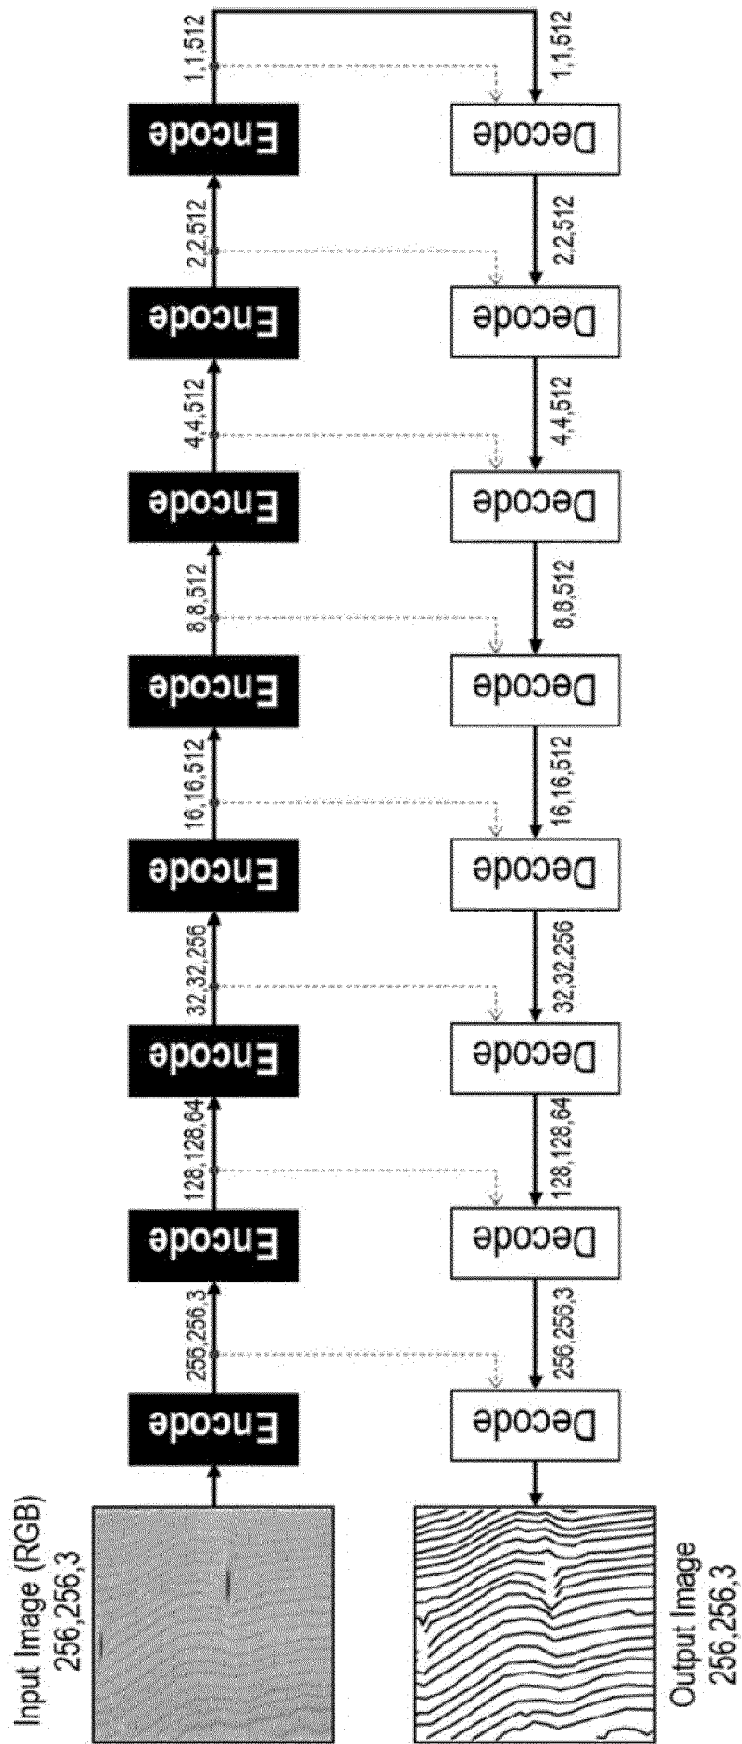 Input Image (RGB)
256,256,3
Encode
256,256,3
Encode
128,128,64
Encode
32,32,256
Encode
16,16,512
Encode
8,8,512
Encode
4,4,512
Encode
2,2,512
Encode
1,1,512
1,1,512
Decode
2,2,512
Decode
4,4,512
Decode
8,8,512
Decode
16,16,512
Decode
32,32,256
Decode
128,128,64
Decode
256,256,3
Decode
Output Image
256,256,3